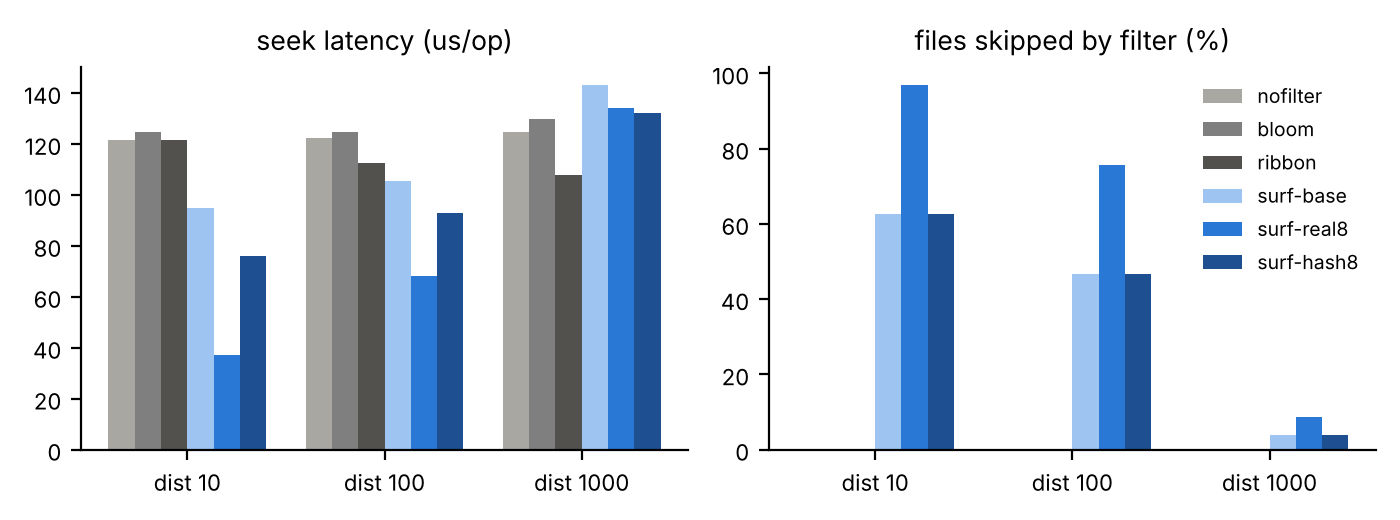 seek latency (us/op)
140
120
100
80
60
40
20
0
dist 10
dist 100
dist 1000
files skipped by filter (%)
100
80
60
40
20
0
dist 10
dist 100
dist 1000
nofilter
bloom
ribbon
surf-base
surf-real8
surf-hash8